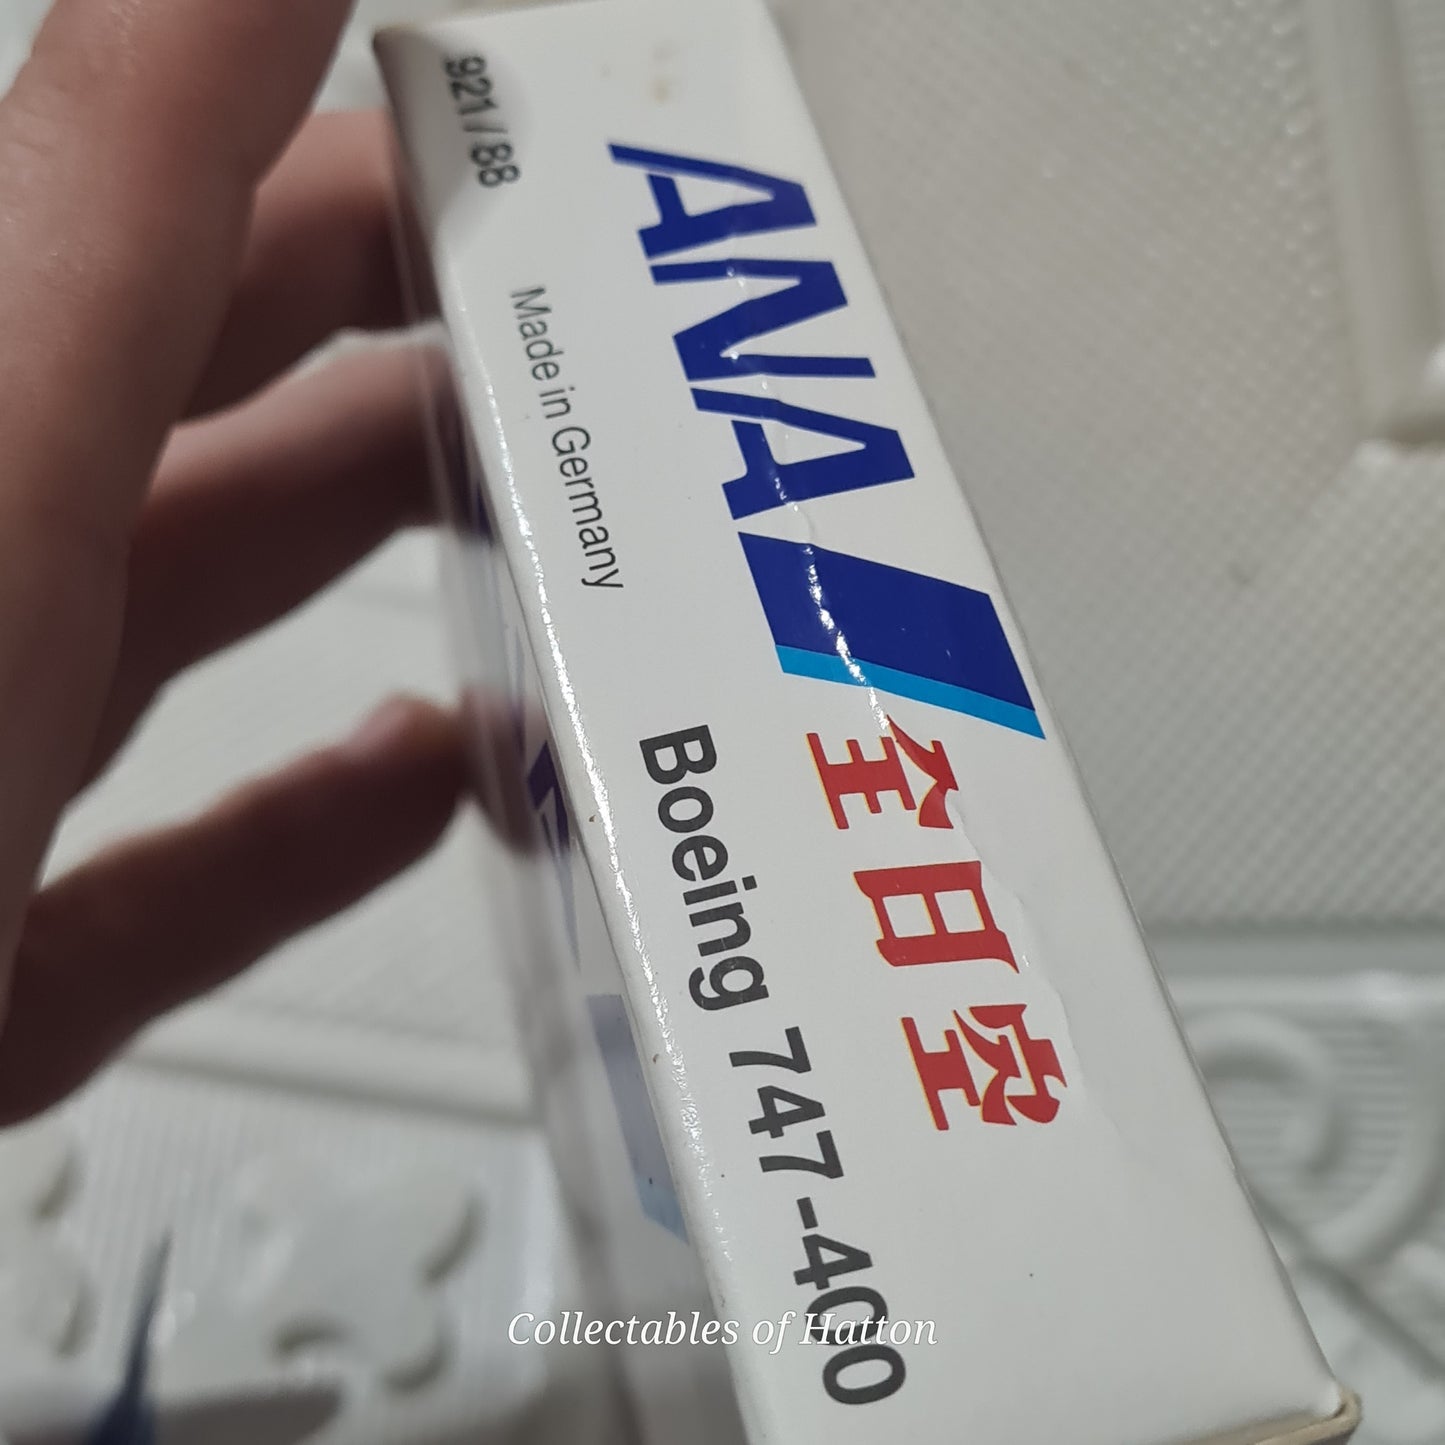 ANA 全日空
921/88
Made in Germany
Boeing 747-400
Collectables of Hatton